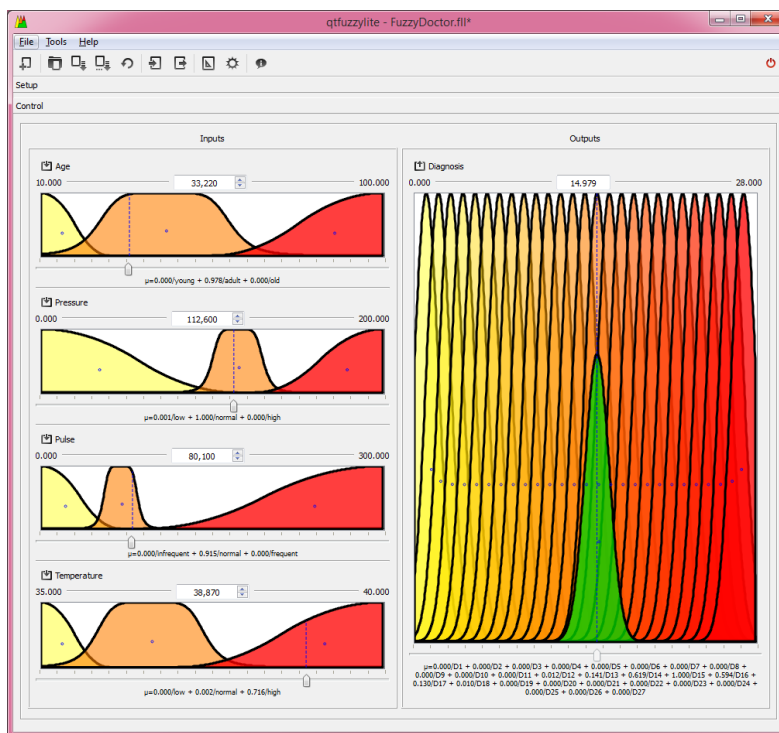 qtfuzzylite - FuzzyDoctor.fll*
File Tools Help
Setup
Control
Inputs
Age
10.000 33,220 100.000
μ=0.000/young + 0.978/adult + 0.000/old
Pressure
0.000 112,600 200.000
μ=0.001/low + 1.000/normal + 0.000/high
Pulse
0.000 80,100 300.000
μ=0.000/infrequent + 0.915/normal + 0.000/frequent
Temperature
35.000 38,870 40.000
μ=0.000/low + 0.002/normal + 0.716/high
Outputs
Diagnosis
0.000 14.979 28.000
μ=0.000/D1 + 0.000/D2 + 0.000/D3 + 0.000/D4 + 0.000/D5 + 0.000/D6 + 0.000/D7 + 0.000/D8 +
0.000/D9 + 0.000/D10 + 0.000/D11 + 0.012/D12 + 0.141/D13 + 0.619/D14 + 1.000/D15 + 0.594/D16 +
0.130/D17 + 0.010/D18 + 0.000/D19 + 0.000/D20 + 0.000/D21 + 0.000/D22 + 0.000/D23 + 0.000/D24 +
0.000/D25 + 0.000/D26 + 0.000/D27